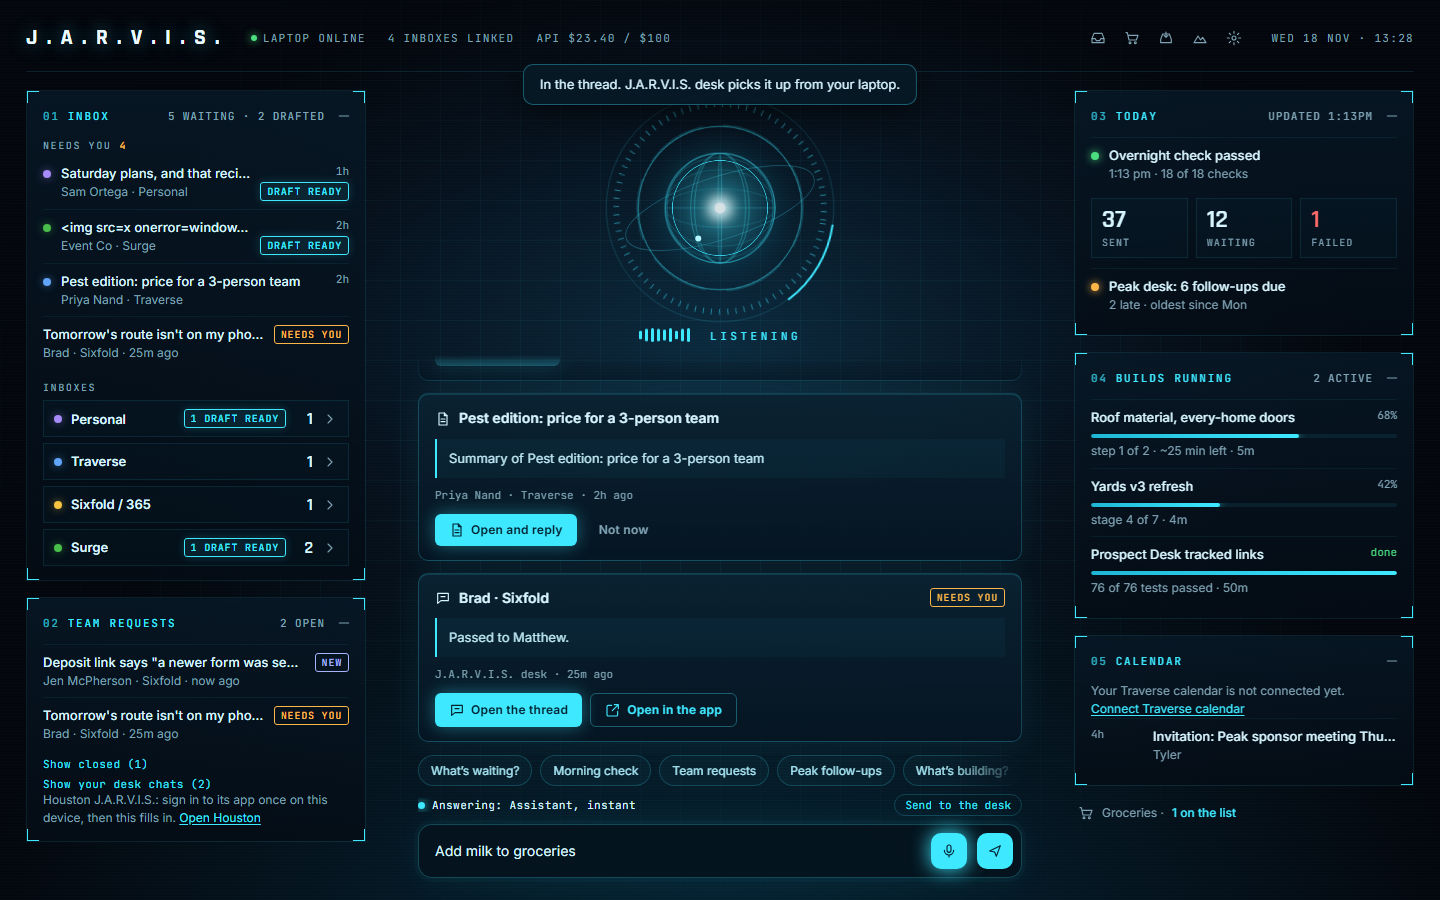 J.A.R.V.I.S.
LAPTOP ONLINE
4 INBOXES LINKED
API $23.40 / $100
WED 18 NOV · 13:28
In the thread. J.A.R.V.I.S. desk picks it up from your laptop.
01 INBOX
5 WAITING · 2 DRAFTED
NEEDS YOU 4
Saturday plans, and that reci...
1h
Sam Ortega · Personal
DRAFT READY
<img src=x onerror=window...
2h
Event Co · Surge
DRAFT READY
Pest edition: price for a 3-person team
2h
Priya Nand · Traverse
Tomorrow's route isn't on my pho...
NEEDS YOU
Brad · Sixfold · 25m ago
INBOXES
Personal
1 DRAFT READY
1
Traverse
1
Sixfold / 365
1
Surge
1 DRAFT READY
2
02 TEAM REQUESTS
2 OPEN
Deposit link says "a newer form was se...
NEW
Jen McPherson · Sixfold · now ago
Tomorrow's route isn't on my pho...
NEEDS YOU
Brad · Sixfold · 25m ago
Show closed (1)
Show your desk chats (2)
Houston J.A.R.V.I.S.: sign in to its app once on this
device, then this fills in. Open Houston
LISTENING
Pest edition: price for a 3-person team
Summary of Pest edition: price for a 3-person team
Priya Nand · Traverse · 2h ago
Open and reply
Not now
Brad · Sixfold
NEEDS YOU
Passed to Matthew.
J.A.R.V.I.S. desk · 25m ago
Open the thread
Open in the app
What's waiting?
Morning check
Team requests
Peak follow-ups
What's building?
Answering: Assistant, instant
Send to the desk
Add milk to groceries
03 TODAY
UPDATED 1:13PM
Overnight check passed
1:13 pm · 18 of 18 checks
37
SENT
12
WAITING
1
FAILED
Peak desk: 6 follow-ups due
2 late · oldest since Mon
04 BUILDS RUNNING
2 ACTIVE
Roof material, every-home doors
68%
step 1 of 2 · ~25 min left · 5m
Yards v3 refresh
42%
stage 4 of 7 · 4m
Prospect Desk tracked links
done
76 of 76 tests passed · 50m
05 CALENDAR
Your Traverse calendar is not connected yet.
Connect Traverse calendar
4h
Invitation: Peak sponsor meeting Thu...
Tyler
Groceries · 1 on the list